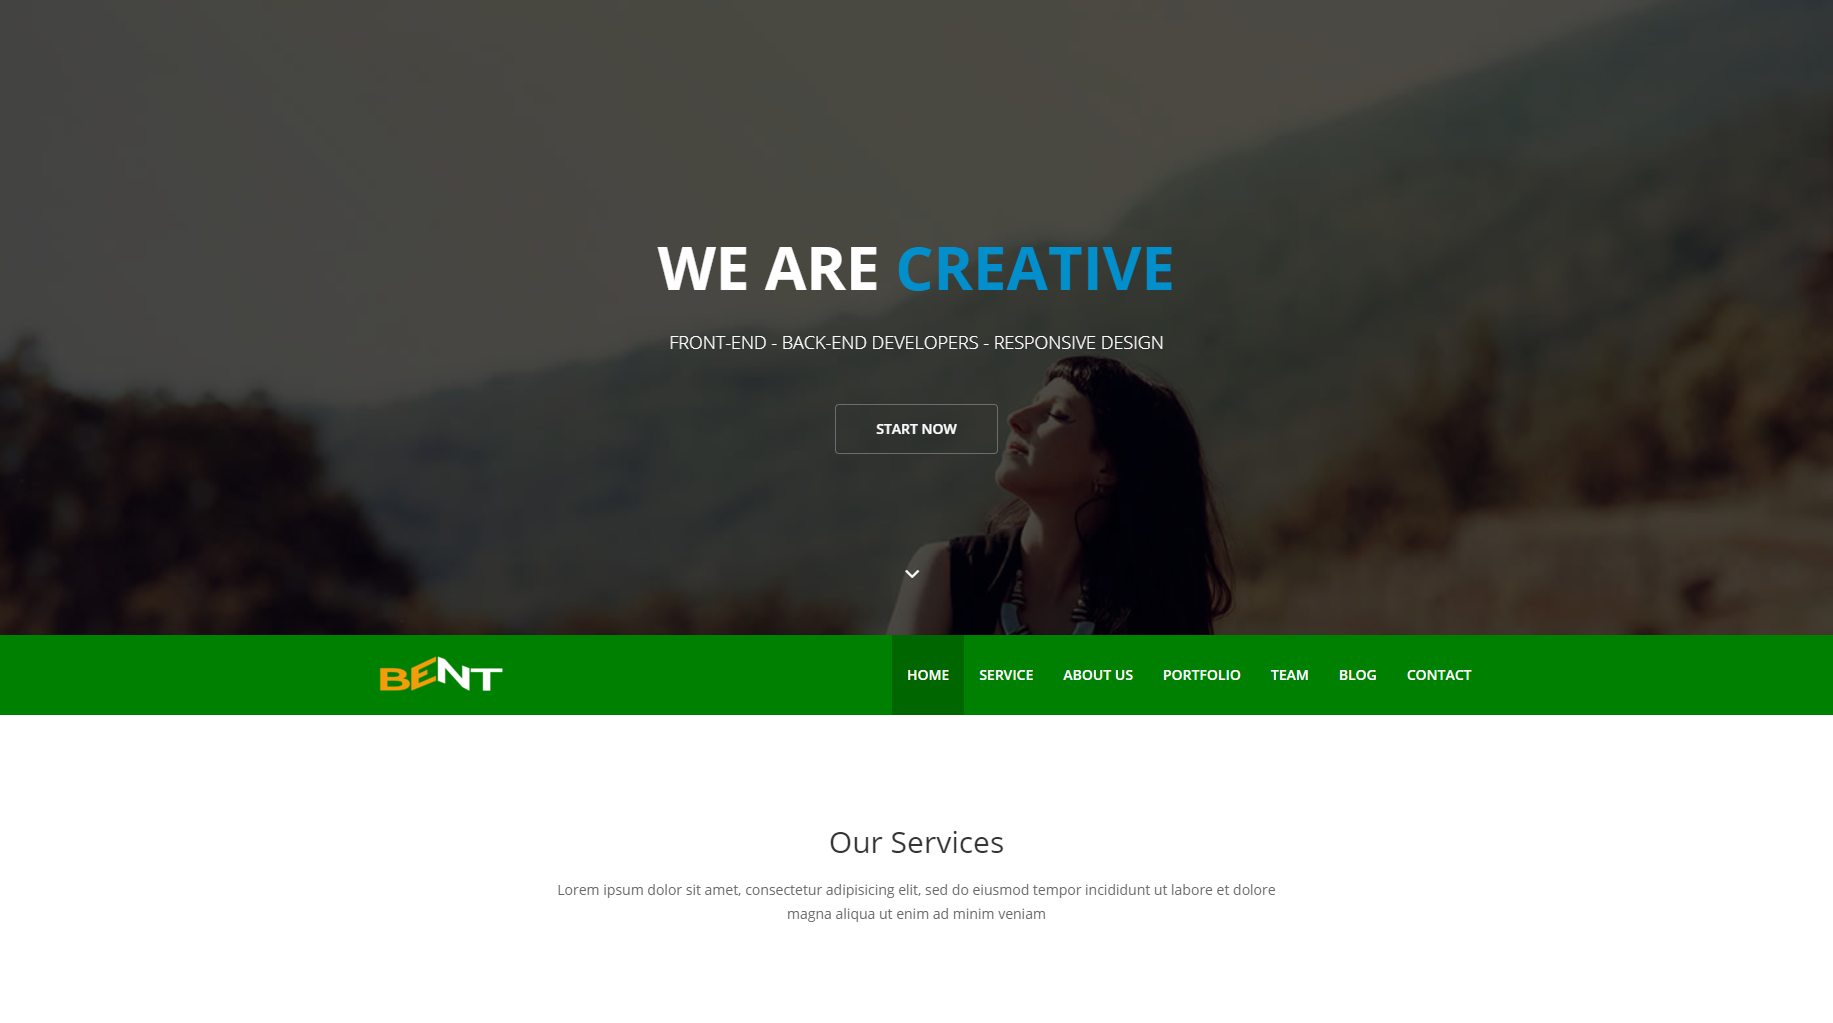 WE ARE CREATIVE
FRONT-END - BACK-END DEVELOPERS - RESPONSIVE DESIGN
START NOW
BENT
HOME SERVICE ABOUT US PORTFOLIO TEAM BLOG CONTACT
Our Services
Lorem ipsum dolor sit amet, consectetur adipisicing elit, sed do eiusmod tempor incididunt ut labore et dolore
magna aliqua ut enim ad minim veniam